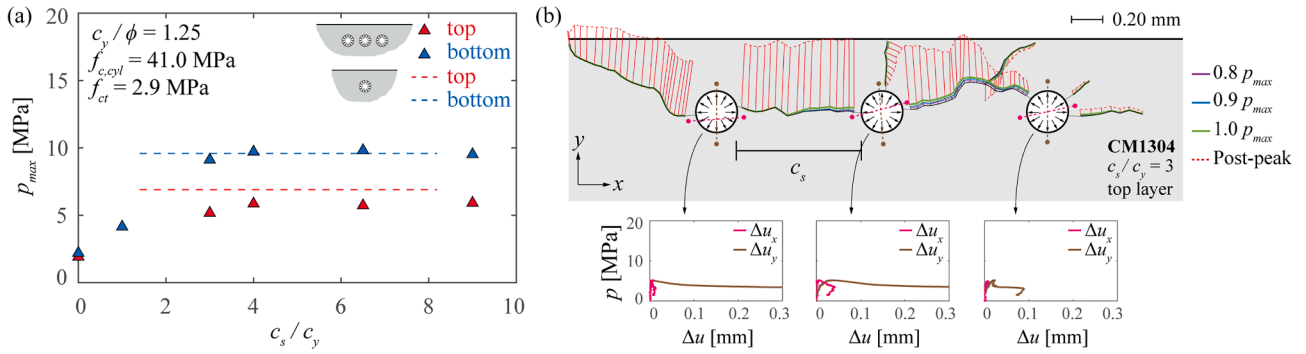 (a)
20
15
10
5
0
p_max [MPa]
c_y / ϕ = 1.25
f_c,cyl = 41.0 MPa
f_ct = 2.9 MPa
top
bottom
top
bottom
0 2 4 6 8 10
c_s / c_y
(b)
0.20 mm
0.8 p_max
0.9 p_max
1.0 p_max
Post-peak
y
x
c_s
CM1304
c_s / c_y = 3
top layer
p [MPa]
20
10
0
Δu_x
Δu_y
0 0.1 0.2 0.3
Δu [mm]
Δu_x
Δu_y
0 0.1 0.2 0.3
Δu [mm]
Δu_x
Δu_y
0 0.1 0.2 0.3
Δu [mm]